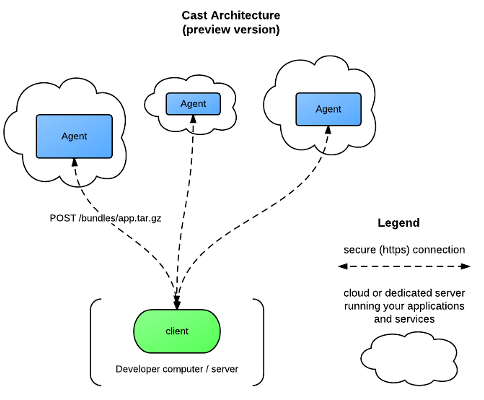 Cast Architecture
(preview version)
Agent
Agent
Agent
POST /bundles/app.tar.gz
client
Developer computer / server
Legend
secure (https) connection
cloud or dedicated server
running your applications
and services